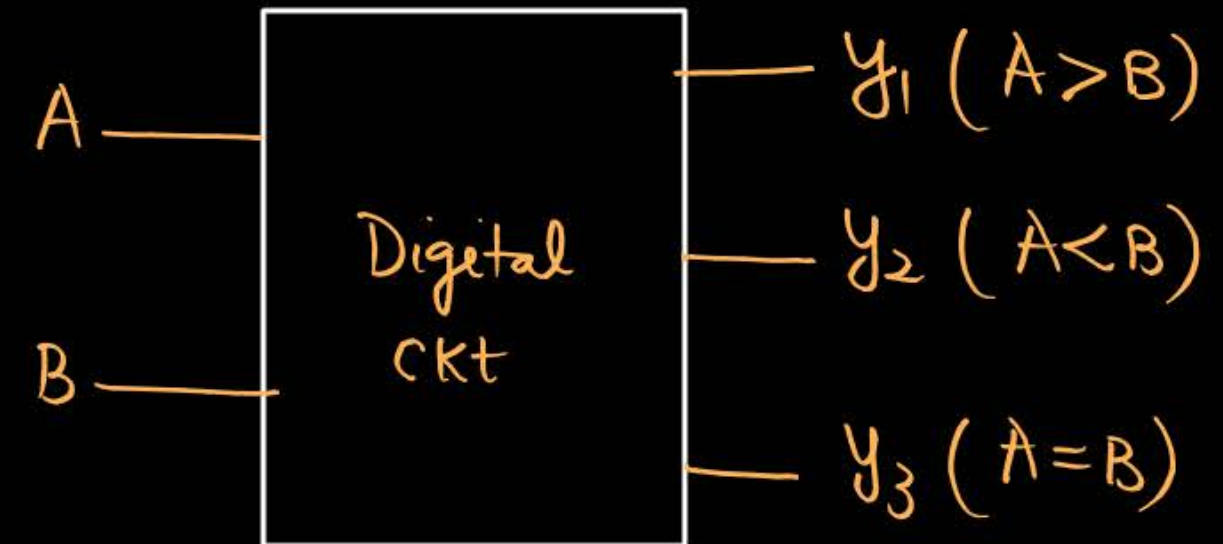 A
B
Digital
Ckt
y₁ ( A > B )
y₂ ( A < B )
y₃ ( A = B )